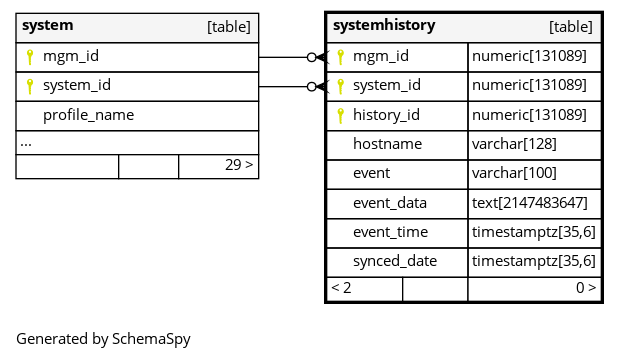 system [table]
mgm_id
system_id
profile_name
...
29 >
systemhistory [table]
mgm_id numeric[131089]
system_id numeric[131089]
history_id numeric[131089]
hostname varchar[128]
event varchar[100]
event_data text[2147483647]
event_time timestamptz[35,6]
synced_date timestamptz[35,6]
< 2 0 >
Generated by SchemaSpy